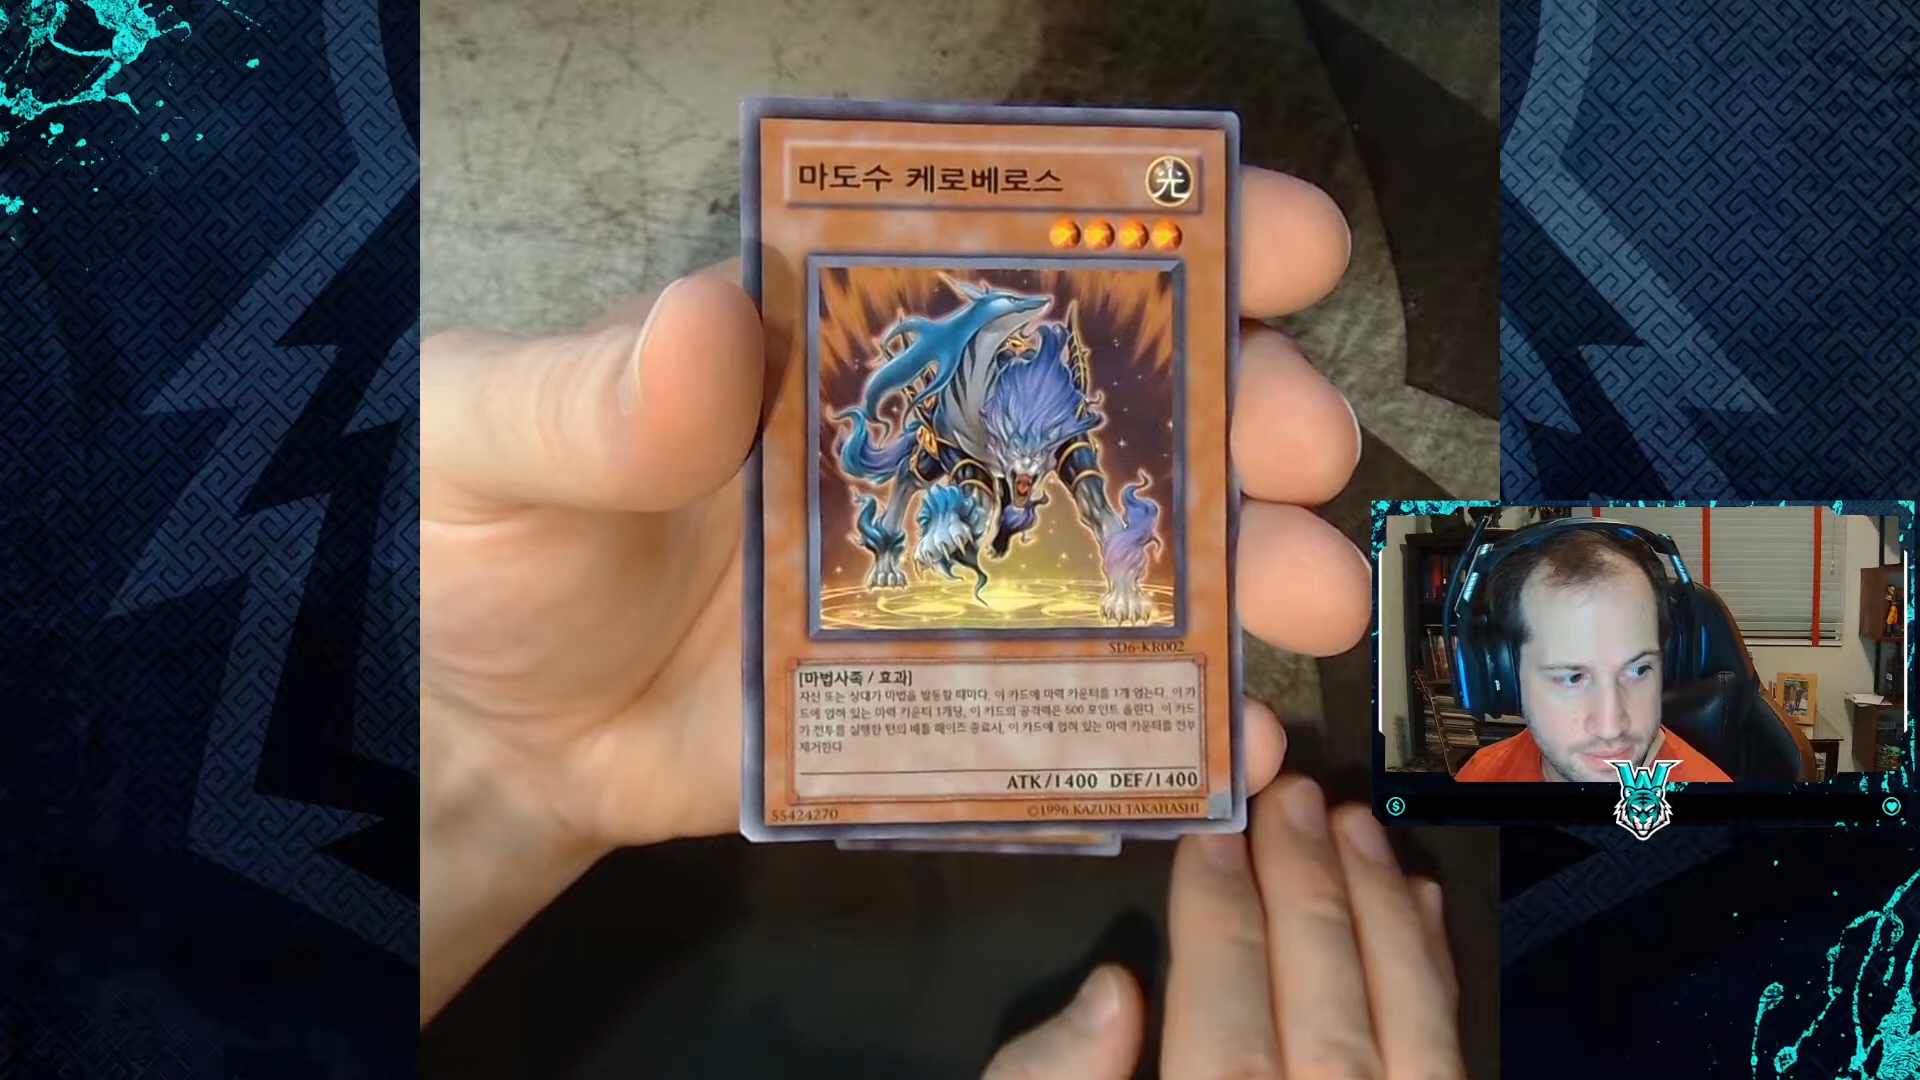 마도수 케로베로스
光
SD6-KR002
[마법사족 / 효과]
자신 또는 상대가 마법을 발동할 때마다, 이 카드에 마력 카운터를 1개 얹는다. 이 카
드에 얹혀 있는 마력 카운터 1개당, 이 카드의 공격력은 500 포인트 올린다. 이 카드
가 전투를 실행한 턴의 배틀 페이즈 종료시, 이 카드에 얹혀 있는 마력 카운터를 전부
제거한다
ATK/1400 DEF/1400
55424270
©1996 KAZUKI TAKAHASHI
W
$